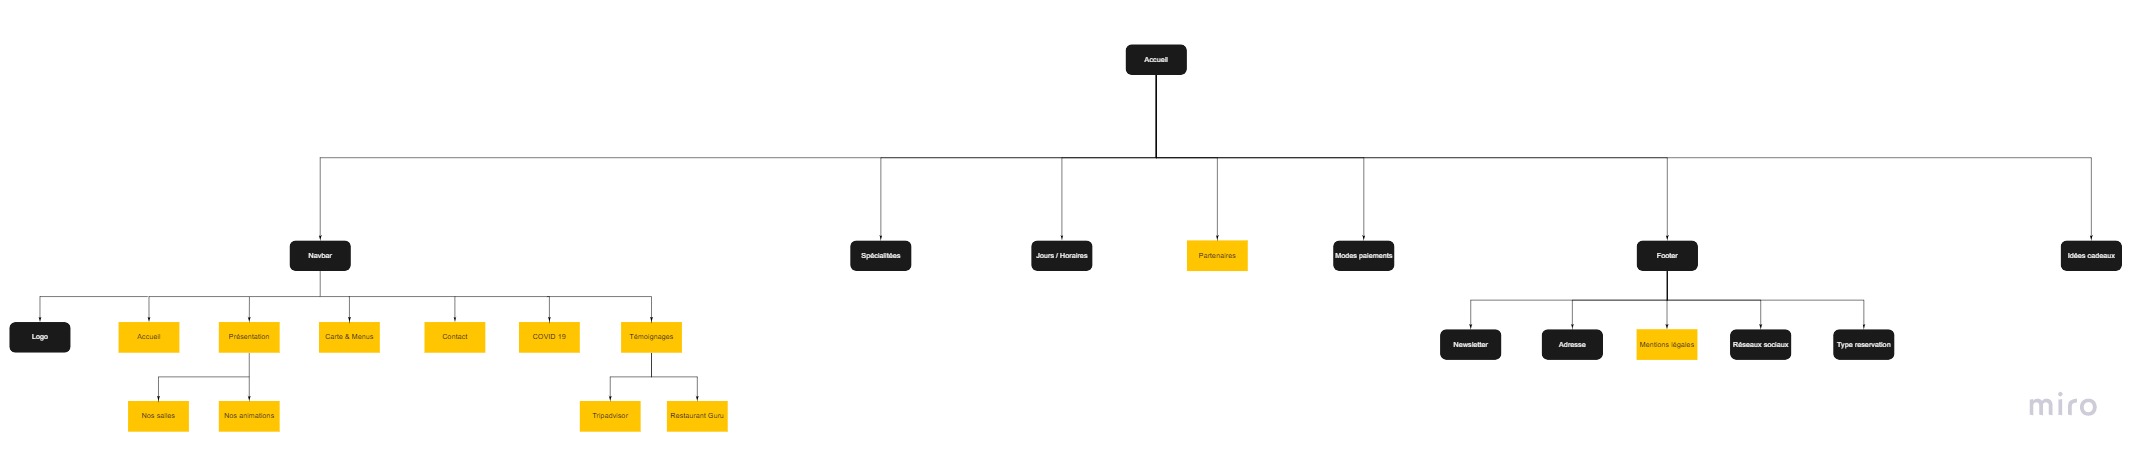 Accueil
Navbar
Spécialitées
Jours / Horaires
Partenaires
Modes paiements
Footer
Idées cadeaux
Logo
Accueil
Présentation
Carte & Menus
Contact
COVID 19
Témoignages
Newsletter
Adresse
Mentions légales
Réseaux sociaux
Type reservation
Nos salles
Nos animations
Tripadvisor
Restaurant Guru
miro